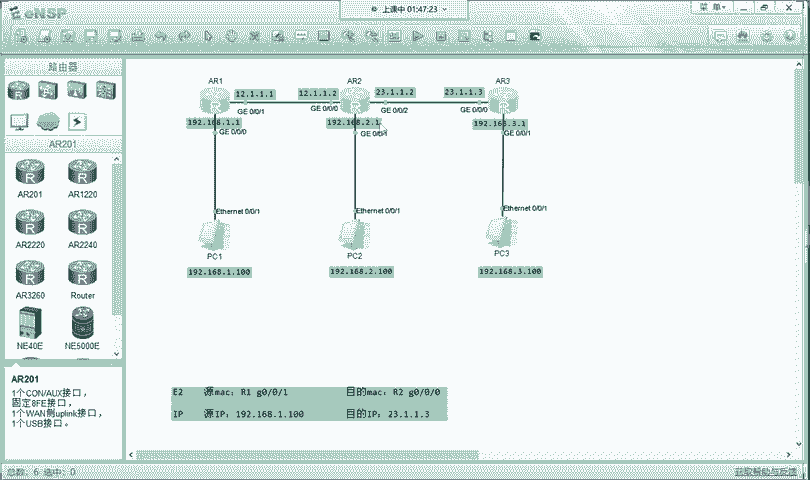 eNSP
上课中 01:47:23
菜 单
路由器
AR201
AR201
AR1220
AR2220
AR2240
AR3260
Router
NE40E
NE5000E
AR201
1个CON/AUX接口，
固定8FE接口，
1个WAN侧uplink接口，
1个USB接口。
AR1
AR2
AR3
12.1.1.1
12.1.1.2
23.1.1.2
23.1.1.3
GE 0/0/1
GE 0/0/0
GE 0/0/2
GE 0/0/0
192.168.1.1
192.168.2.1
192.168.3.1
GE 0/0/0
GE 0/0/1
Ethernet 0/0/1
Ethernet 0/0/1
Ethernet 0/0/1
PC1
PC2
PC3
192.168.1.100
192.168.2.100
192.168.3.100
E2 源mac：R1 g0/0/1 目的mac：R2 g0/0/0
IP 源IP：192.168.1.100 目的IP：23.1.1.3
总数：6 选中：0
获取帮助与反馈